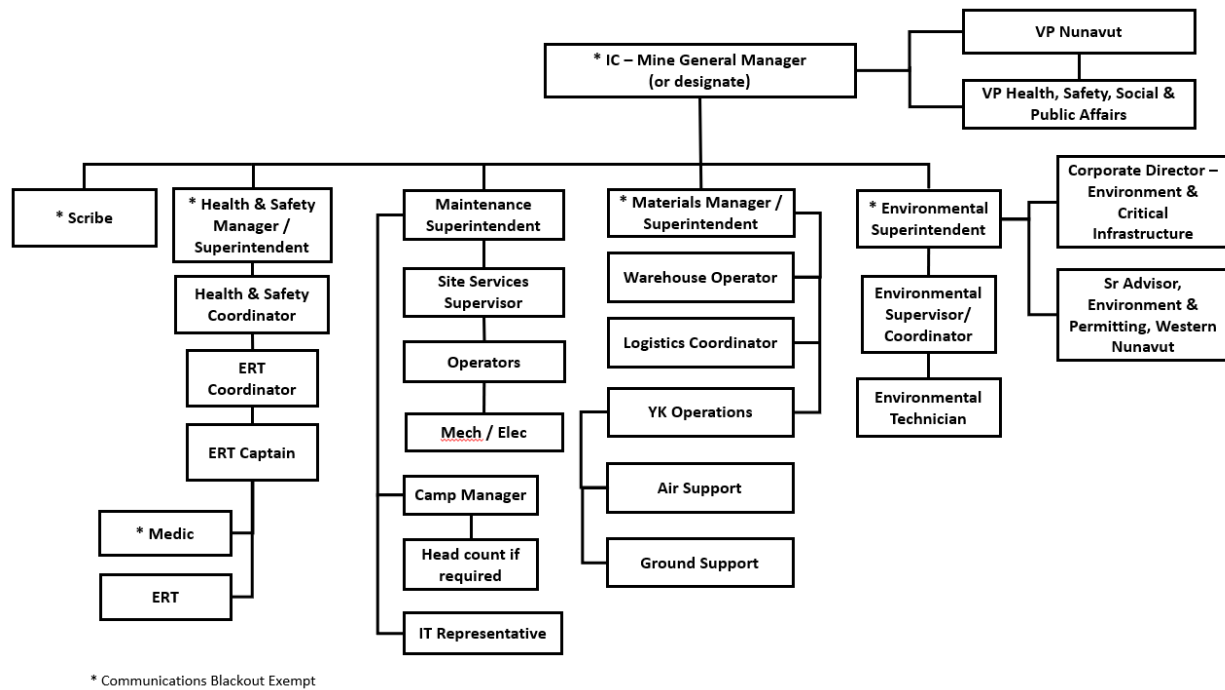 * IC – Mine General Manager
(or designate)
VP Nunavut
VP Health, Safety, Social &
Public Affairs
* Scribe
* Health & Safety
Manager /
Superintendent
Health & Safety
Coordinator
ERT
Coordinator
ERT Captain
* Medic
ERT
Maintenance
Superintendent
Site Services
Supervisor
Operators
Mech / Elec
Camp Manager
Head count if
required
IT Representative
* Materials Manager /
Superintendent
Warehouse Operator
Logistics Coordinator
YK Operations
Air Support
Ground Support
* Environmental
Superintendent
Environmental
Supervisor/
Coordinator
Environmental
Technician
Corporate Director –
Environment &
Critical
Infrastructure
Sr Advisor,
Environment &
Permitting, Western
Nunavut
* Communications Blackout Exempt